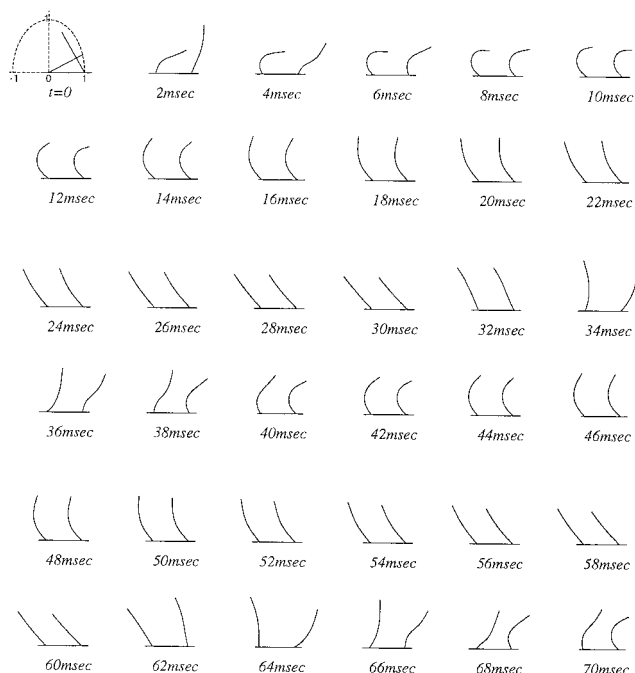 -1 0 1
t=0 2msec 4msec 6msec 8msec 10msec
12msec 14msec 16msec 18msec 20msec 22msec
24msec 26msec 28msec 30msec 32msec 34msec
36msec 38msec 40msec 42msec 44msec 46msec
48msec 50msec 52msec 54msec 56msec 58msec
60msec 62msec 64msec 66msec 68msec 70msec